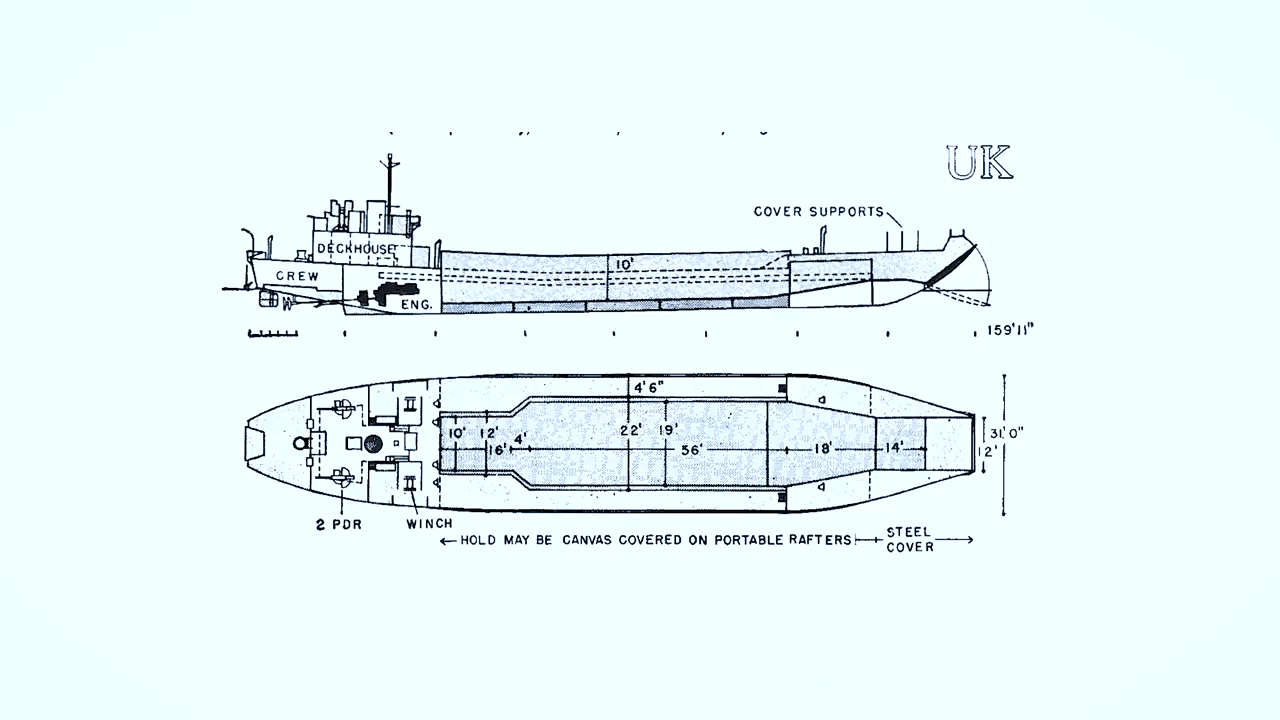 UK
COVER SUPPORTS
DECKHOUSE
CREW
10'
ENG.
159'11"
4'6"
10'
12'
4'
16'
22'
19'
56'
18'
14'
31'0"
12'
2 PDR
WINCH
HOLD MAY BE CANVAS COVERED ON PORTABLE RAFTERS
STEEL
COVER